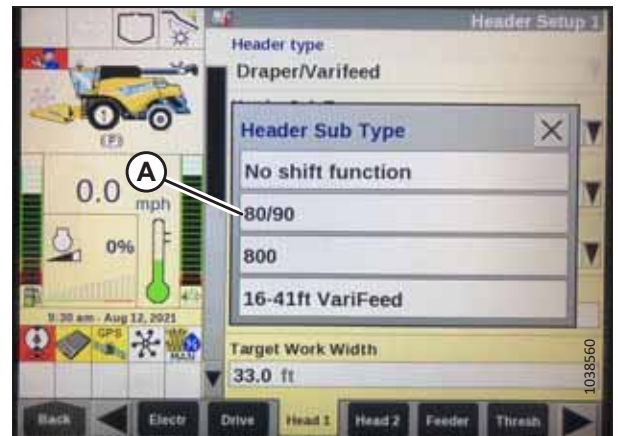 Header Setup 1
Header type
Draper/Varifeed
Header Sub Type
No shift function
80/90
800
16-41ft VariFeed
A
1
(F)
0.0 mph
0%
9:30 am - Aug 12, 2021
GPS
MAN
Target Work Width
33.0 ft
Back
Electr
Drive
Head 1
Head 2
Feeder
Thresh
1038560